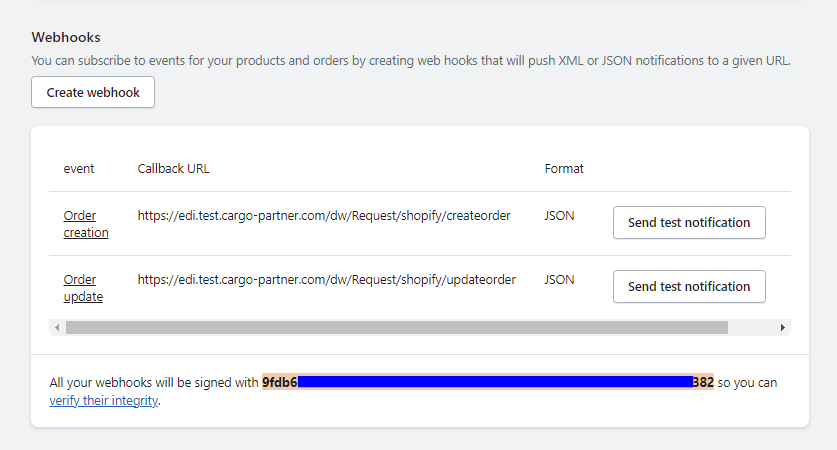 Webhooks
You can subscribe to events for your products and orders by creating web hooks that will push XML or JSON notifications to a given URL.
Create webhook
event Callback URL Format
Order creation https://edi.test.cargo-partner.com/dw/Request/shopify/createorder JSON Send test notification
Order update https://edi.test.cargo-partner.com/dw/Request/shopify/updateorder JSON Send test notification
All your webhooks will be signed with 9fdb6 382 so you can
verify their integrity.